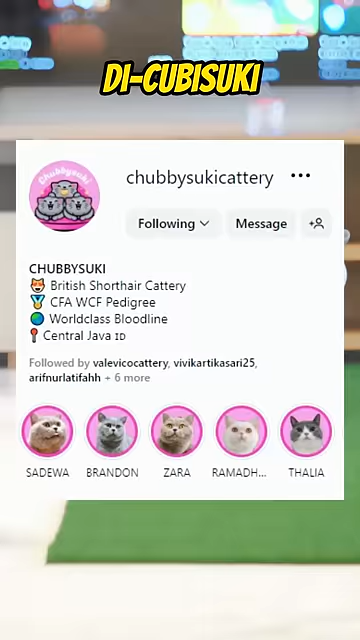 DI-CUBISUKI
Chubbysuki
chubbysukicattery •••
Following Message
CHUBBYSUKI
😻 British Shorthair Cattery
🏅 CFA WCF Pedigree
🌏 Worldclass Bloodline
📍 Central Java ID
Followed by valevicocattery, vivikartikasari25,
arifnurlatifahh + 6 more
SADEWA BRANDON ZARA RAMADH... THALIA